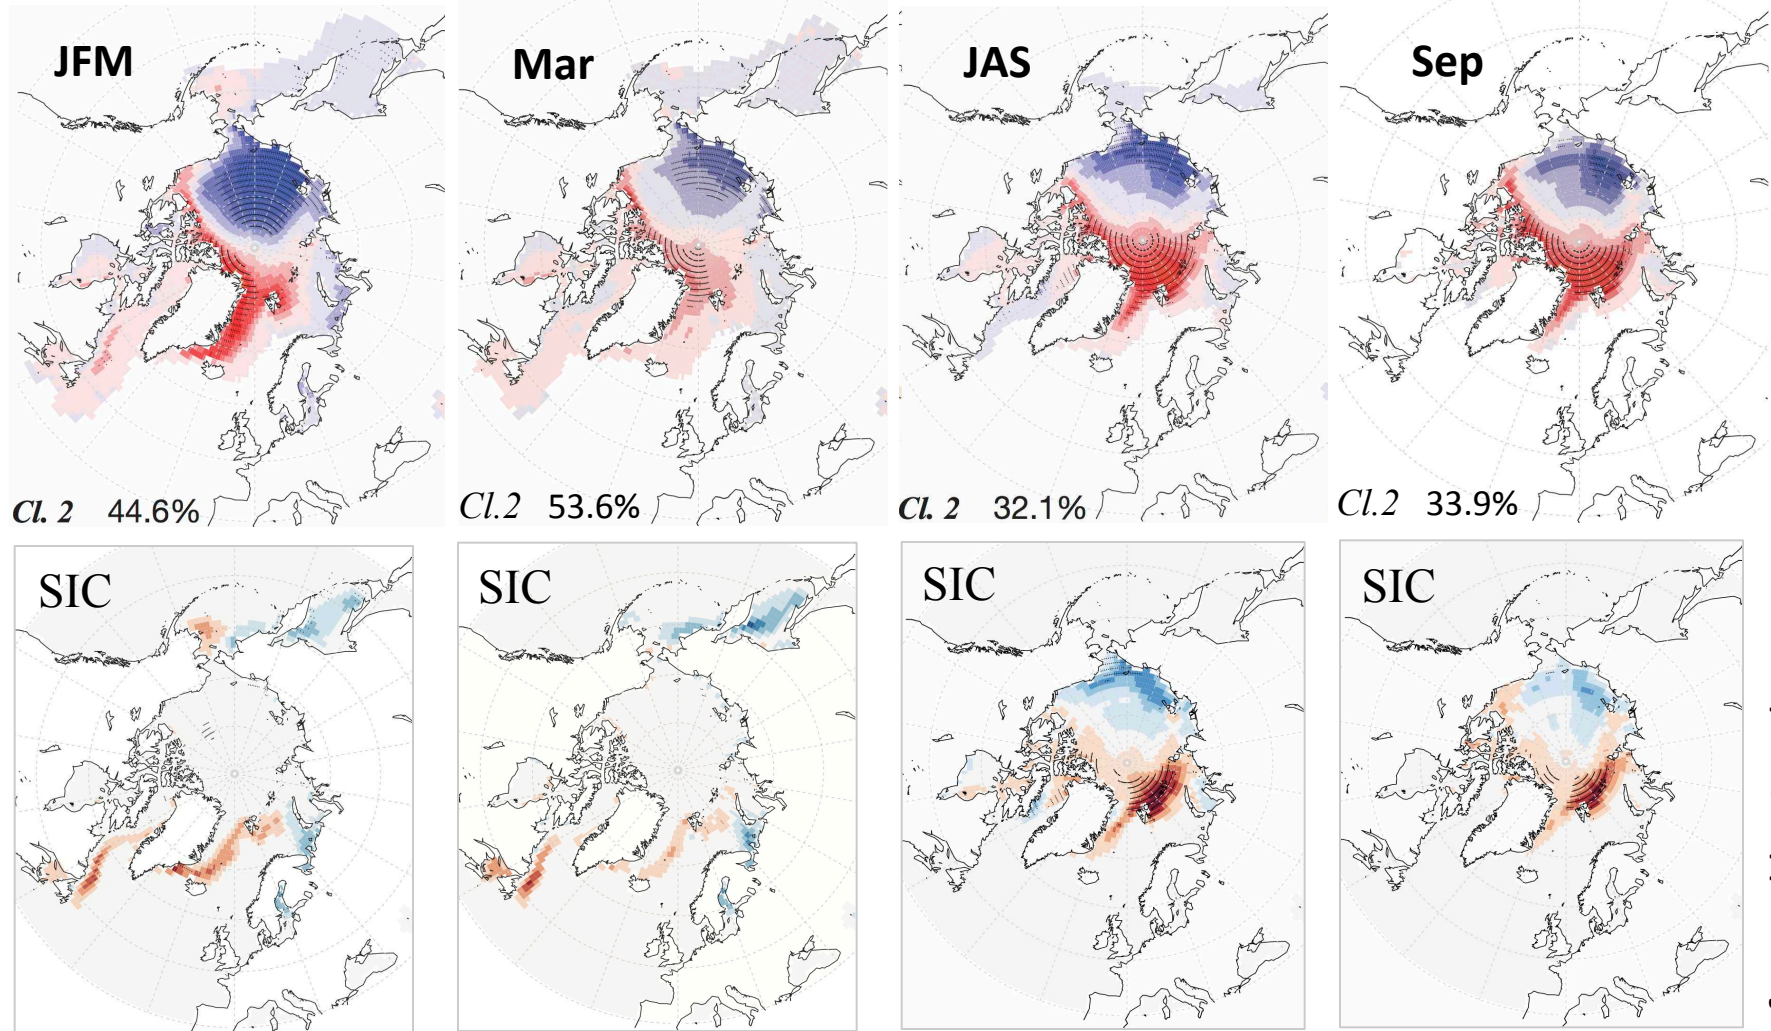 JFM
Mar
JAS
Sep
Cl. 2 44.6%
Cl.2 53.6%
Cl. 2 32.1%
Cl.2 33.9%
SIC
SIC
SIC
SIC